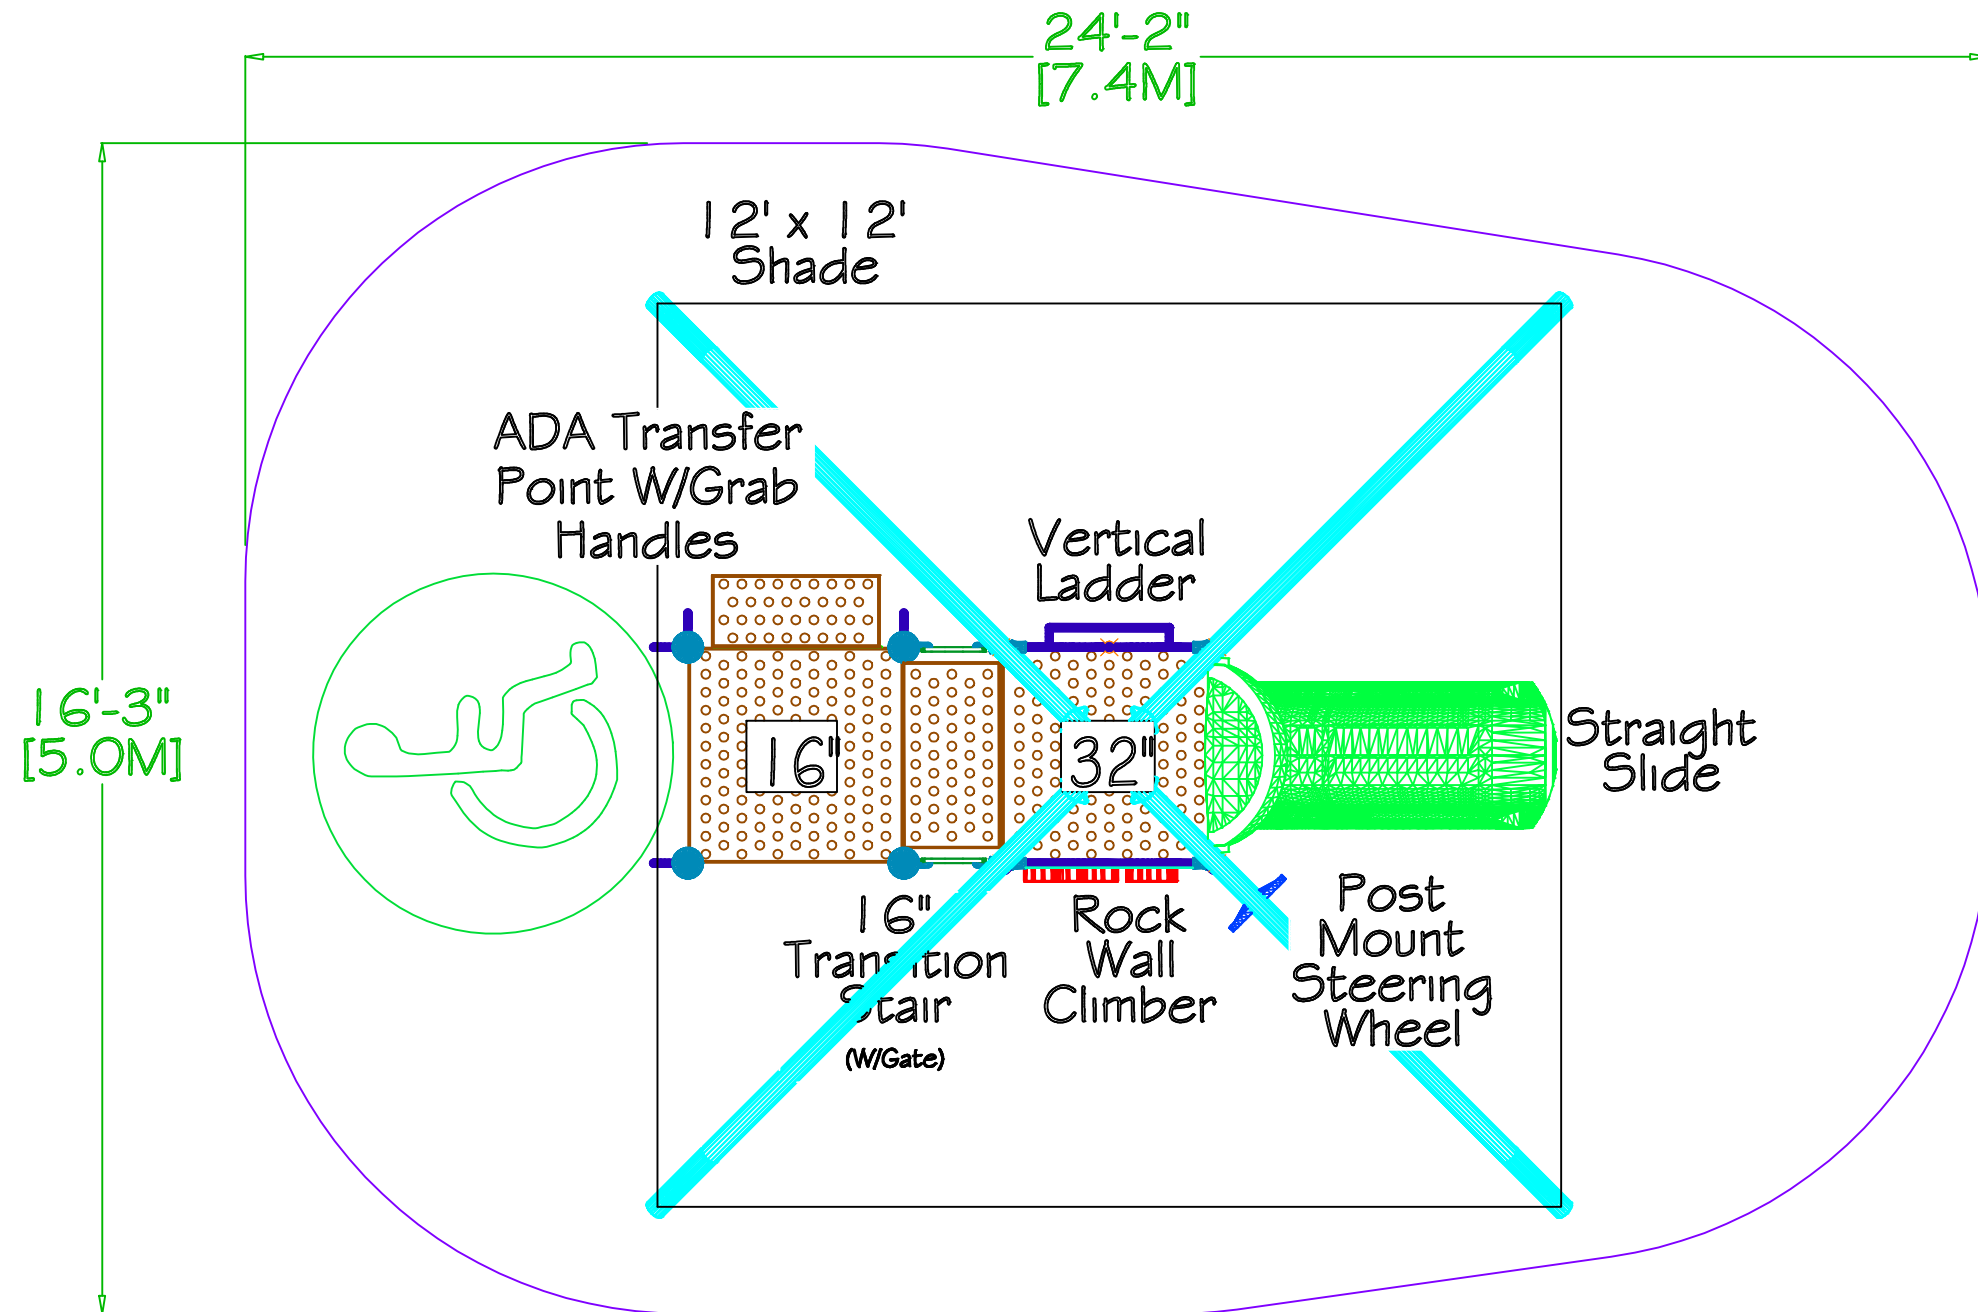 24'-2"
[7.4M]
12' x 12'
Shade
ADA Transfer
Point W/Grab
Handles
Vertical
Ladder
16'-3"
[5.0M]
16"
32"
Straight
Slide
16"
Transition
Stair
(W/Gate)
Rock
Wall
Climber
Post
Mount
Steering
Wheel